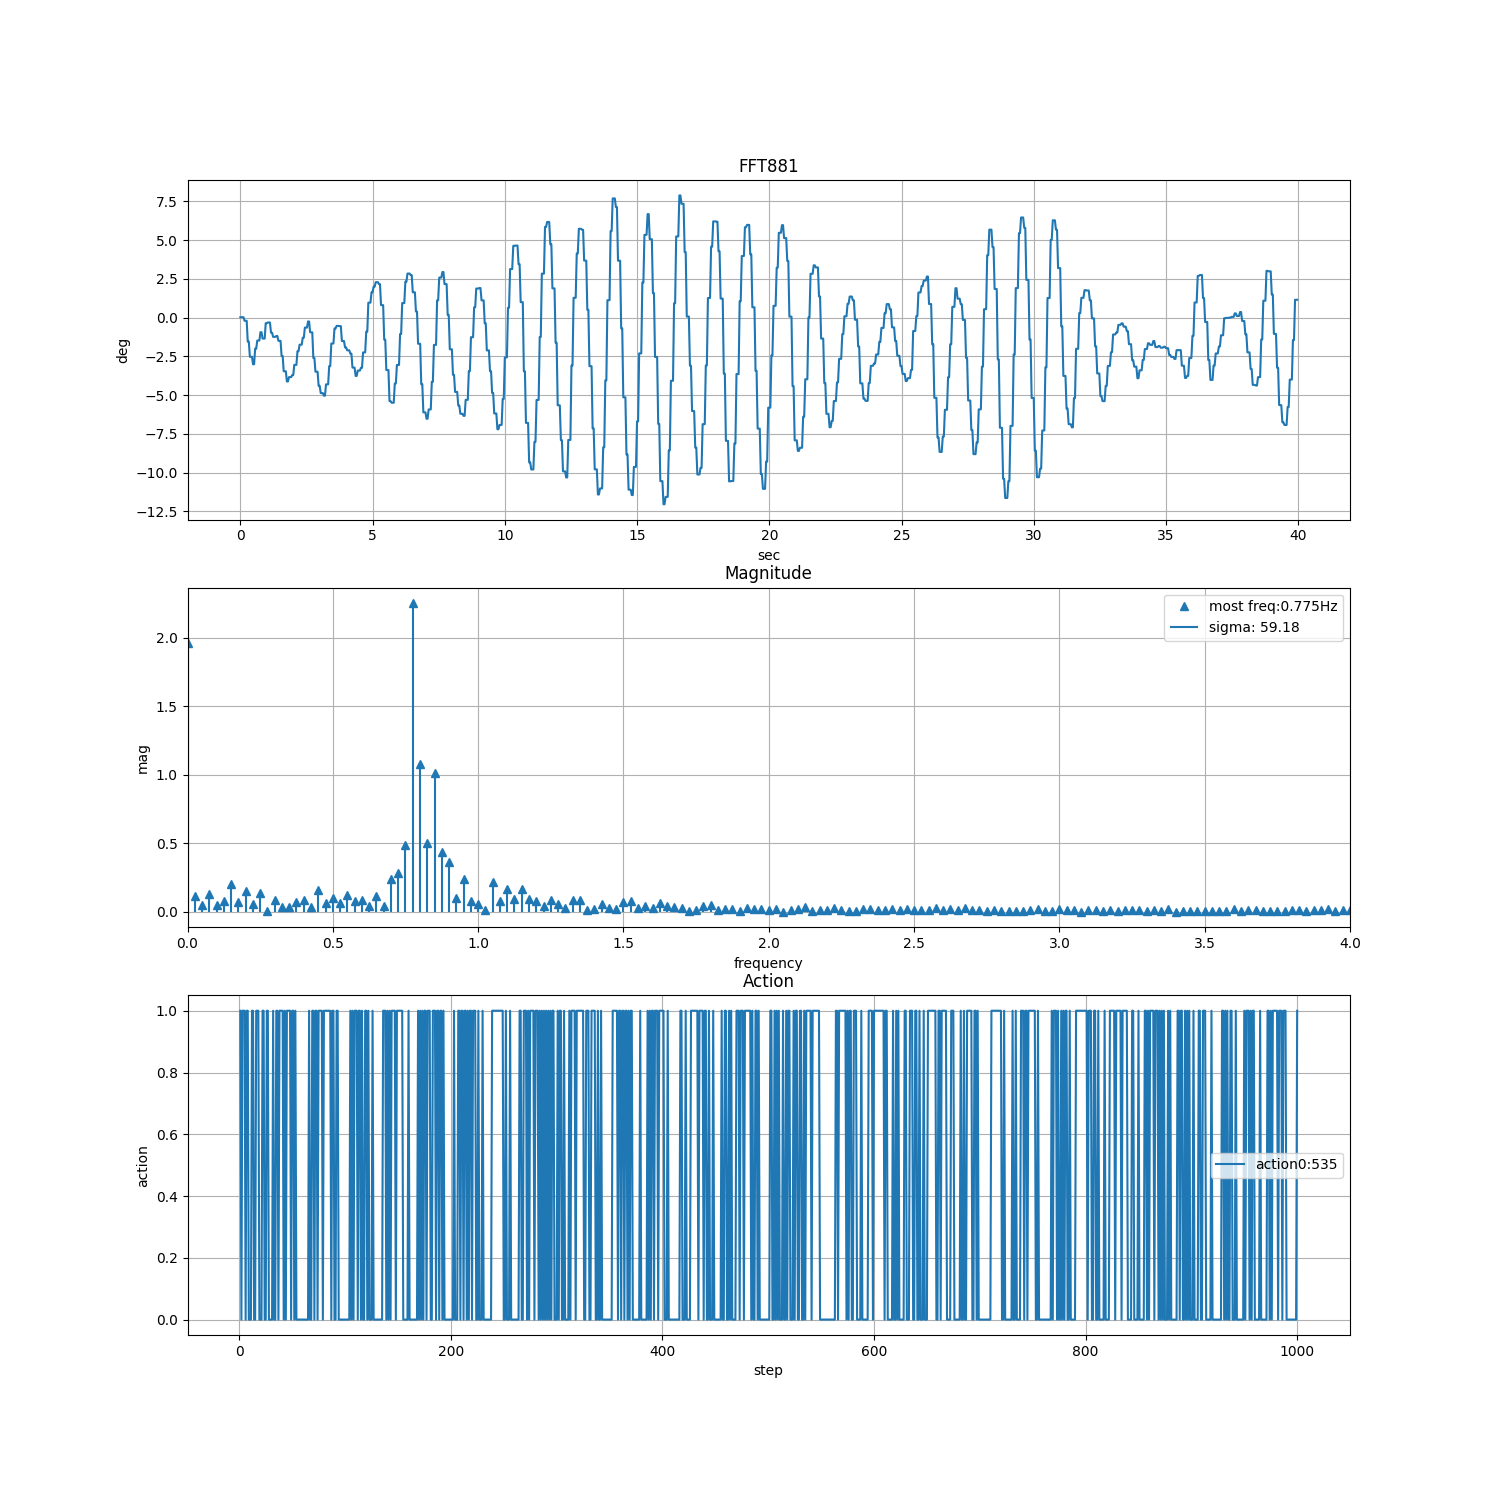 FFT881
7.5
5.0
2.5
0.0
−2.5
−5.0
−7.5
−10.0
−12.5
deg
0 5 10 15 20 25 30 35 40
sec
Magnitude
most freq:0.775Hz
sigma: 59.18
2.0
1.5
1.0
0.5
0.0
mag
0.0 0.5 1.0 1.5 2.0 2.5 3.0 3.5 4.0
frequency
Action
1.0
0.8
0.6
0.4
0.2
0.0
action
action0:535
0 200 400 600 800 1000
step